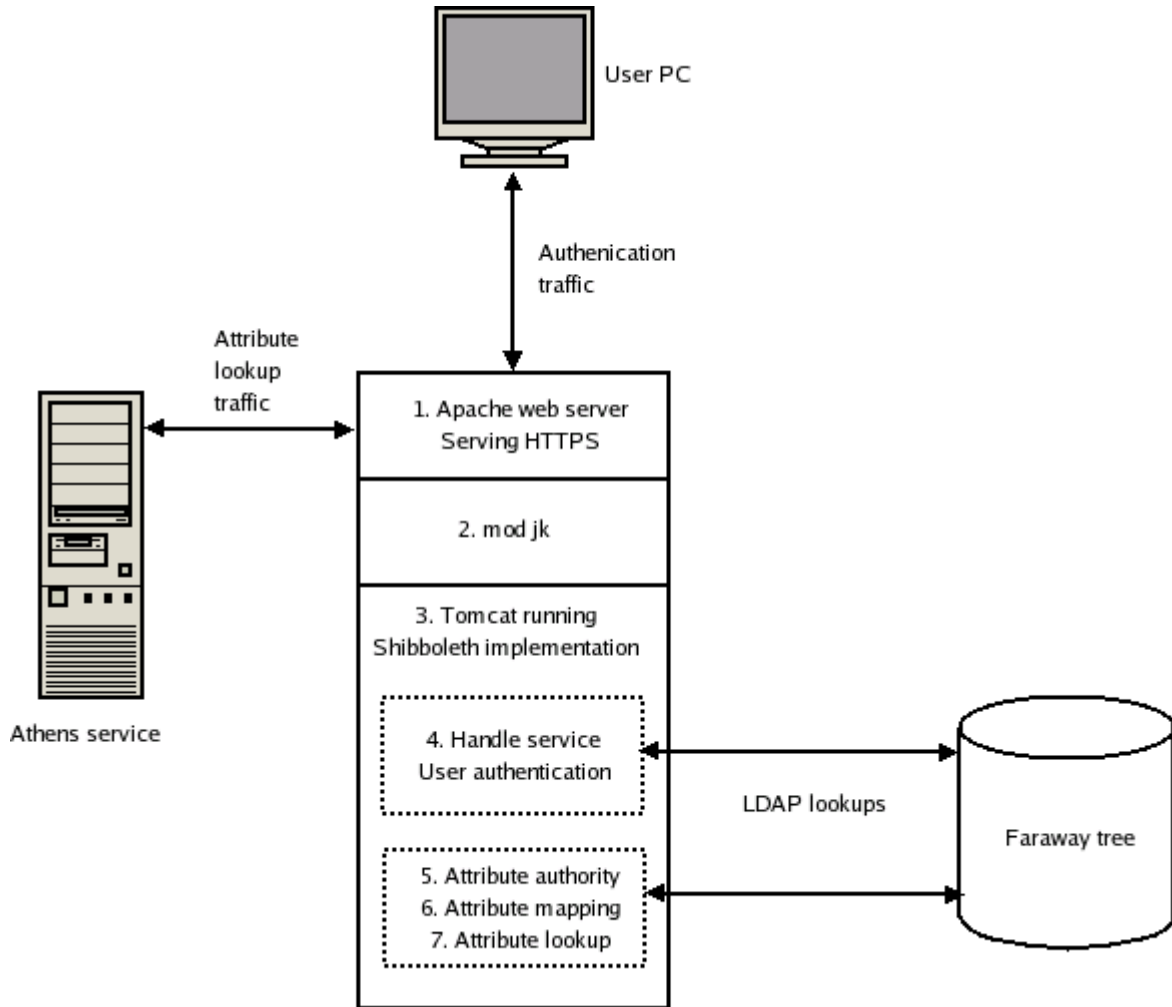 User PC
Authenication
traffic
Attribute
lookup
traffic
1. Apache web server
Serving HTTPS
2. mod jk
3. Tomcat running
Shibboleth implementation
Athens service
4. Handle service
User authentication
LDAP lookups
Faraway tree
5. Attribute authority
6. Attribute mapping
7. Attribute lookup